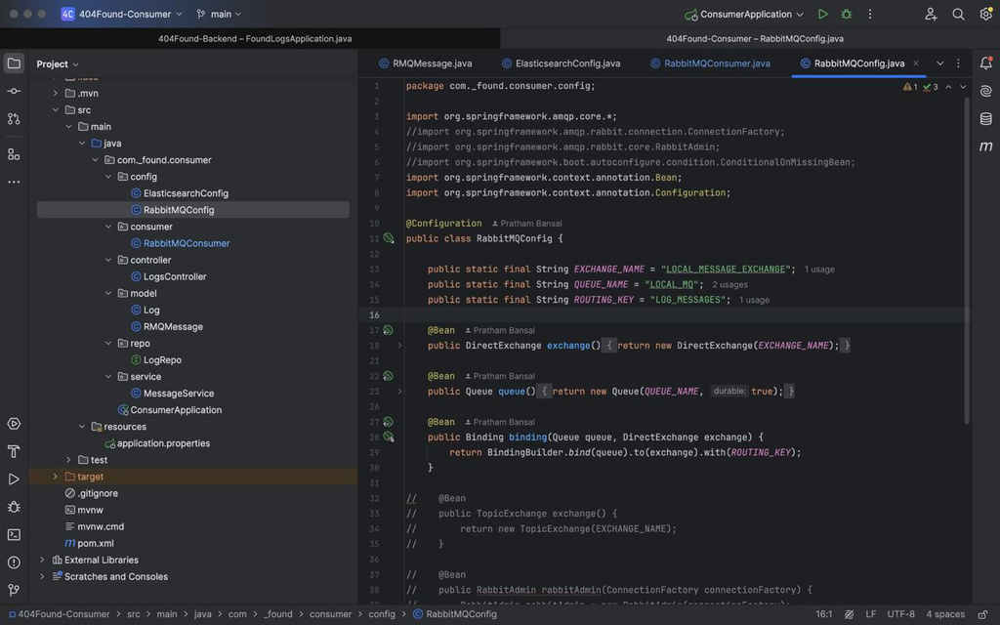 4C 404Found-Consumer main ConsumerApplication
404Found-Backend – FoundLogsApplication.java
404Found-Consumer – RabbitMQConfig.java
Project
.mvn
src
main
java
com._found.consumer
config
ElasticsearchConfig
RabbitMQConfig
consumer
RabbitMQConsumer
controller
LogsController
model
Log
RMQMessage
repo
LogRepo
service
MessageService
ConsumerApplication
resources
application.properties
test
target
.gitignore
mvnw
mvnw.cmd
pom.xml
External Libraries
Scratches and Consoles
RMQMessage.java ElasticsearchConfig.java RabbitMQConsumer.java RabbitMQConfig.java
1 3
1 package com._found.consumer.config;
2
3 import org.springframework.amqp.core.*;
4 //import org.springframework.amqp.rabbit.connection.ConnectionFactory;
5 //import org.springframework.amqp.rabbit.core.RabbitAdmin;
6 //import org.springframework.boot.autoconfigure.condition.ConditionalOnMissingBean;
7 import org.springframework.context.annotation.Bean;
8 import org.springframework.context.annotation.Configuration;
9
10 @Configuration Pratham Bansal
11 public class RabbitMQConfig {
12
13 public static final String EXCHANGE_NAME = "LOCAL_MESSAGE_EXCHANGE"; 1 usage
14 public static final String QUEUE_NAME = "LOCAL_MQ"; 2 usages
15 public static final String ROUTING_KEY = "LOG_MESSAGES"; 1 usage
16
17 @Bean Pratham Bansal
18 public DirectExchange exchange() { return new DirectExchange(EXCHANGE_NAME); }
21
22 @Bean Pratham Bansal
23 public Queue queue() { return new Queue(QUEUE_NAME, durable: true); }
26
27 @Bean Pratham Bansal
28 public Binding binding(Queue queue, DirectExchange exchange) {
29 return BindingBuilder.bind(queue).to(exchange).with(ROUTING_KEY);
30 }
31
32 // @Bean
33 // public TopicExchange exchange() {
34 // return new TopicExchange(EXCHANGE_NAME);
35 // }
36
37 // @Bean
38 // public RabbitAdmin rabbitAdmin(ConnectionFactory connectionFactory) {
404Found-Consumer > src > main > java > com > _found > consumer > config > RabbitMQConfig 16:1 LF UTF-8 4 spaces